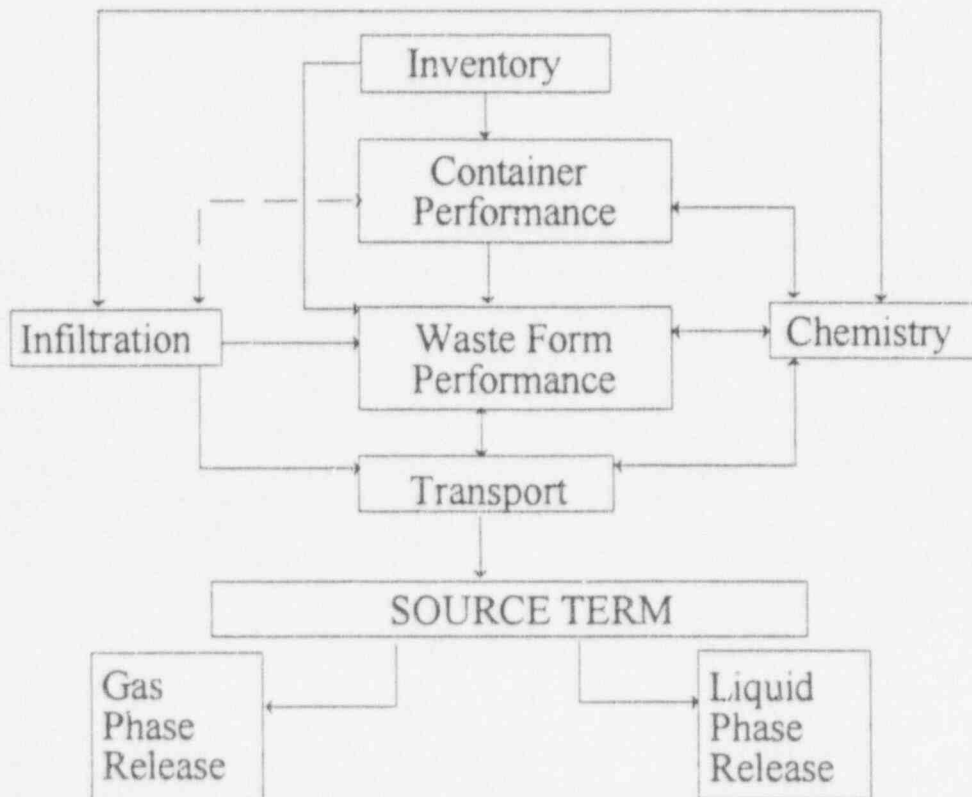 Inventory
Container
Performance
Infiltration
Waste Form
Performance
Chemistry
Transport
SOURCE TERM
Gas
Phase
Release
Liquid
Phase
Release